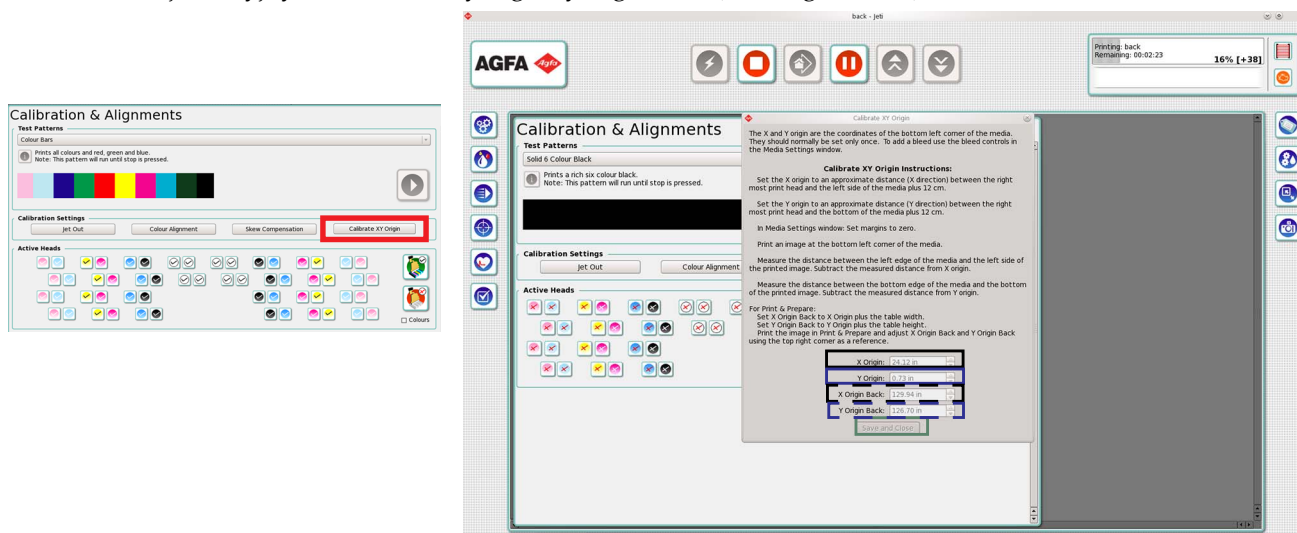 Calibration & Alignments
Test Patterns
Colour Bars
Prints all colours and red, green and blue.
Note: This pattern will run until stop is pressed.
Calibration Settings
Jet Out
Colour Alignment
Skew Compensation
Calibrate XY Origin
Active Heads
Colours
back - Jeti
AGFA
Agfa
Printing: back
Remaining: 00:02:23
16% [+38]
Calibration & Alignments
Test Patterns
Solid 6 Colour Black
Prints a rich six colour black.
Note: This pattern will run until stop is pressed.
Calibration Settings
Jet Out
Colour Alignment
Active Heads
Calibrate XY Origin
The X and Y origin are the coordinates of the bottom left corner of the media.
They should normally be set only once. To add a bleed use the bleed controls in
the Media Settings window.
Calibrate XY Origin Instructions:
Set the X origin to an approximate distance (X direction) between the right
most print head and the left side of the media plus 12 cm.
Set the Y origin to an approximate distance (Y direction) between the right
most print head and the bottom of the media plus 12 cm.
In Media Settings window: Set margins to zero.
Print an image at the bottom left corner of the media.
Measure the distance between the left edge of the media and the left side of
the printed image. Subtract the measured distance from X origin.
Measure the distance between the bottom edge of the media and the bottom
of the printed image. Subtract the measured distance from Y origin.
For Print & Prepare:
Set X Origin Back to X Origin plus the table width.
Set Y Origin Back to Y Origin plus the table height.
Print the image in Print & Prepare and adjust X Origin Back and Y Origin Back
using the top right corner as a reference.
X Origin: 24.12 in
Y Origin: 0.73 in
X Origin Back: 129.94 in
Y Origin Back: 126.70 in
Save and Close